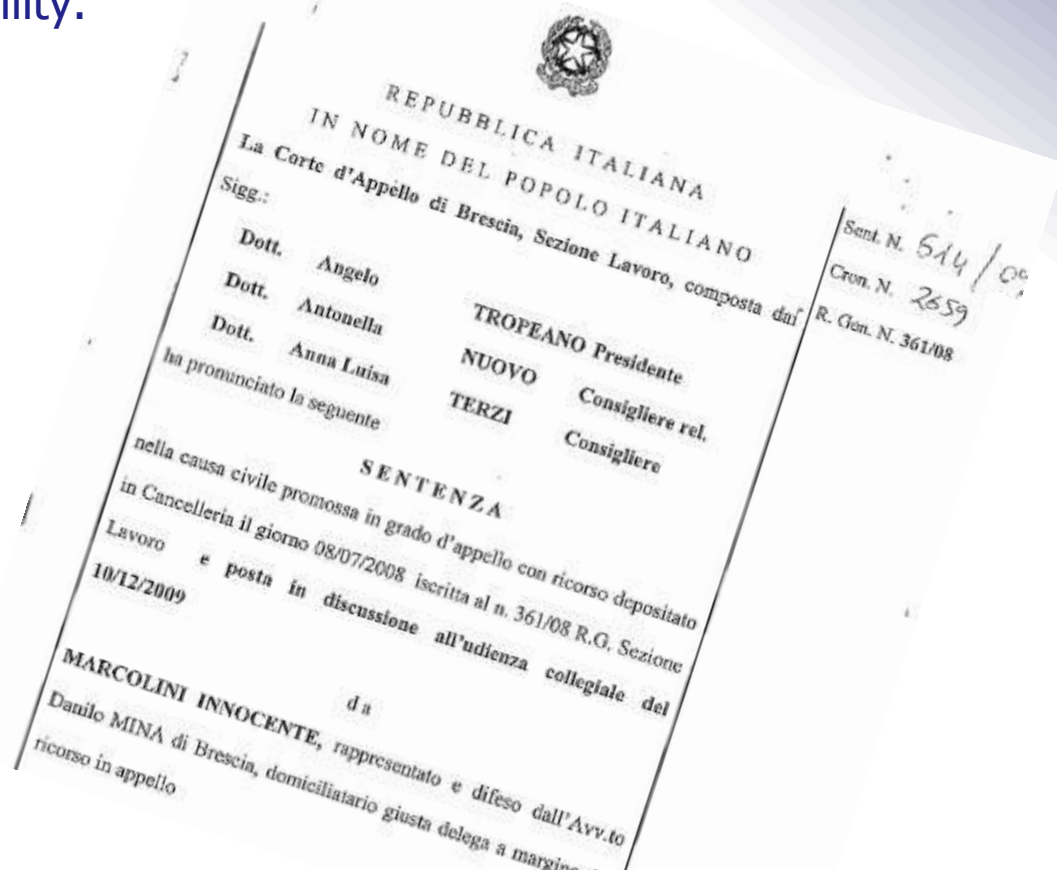 ility.
REPUBBLICA ITALIANA
IN NOME DEL POPOLO ITALIANO
La Corte d'Appello di Brescia, Sezione Lavoro, composta dai
Sigg.:
Dott. Angelo TROPEANO Presidente
Dott. Antonella NUOVO Consigliere rel.
Dott. Anna Luisa TERZI Consigliere
ha pronunciato la seguente
SENTENZA
nella causa civile promossa in grado d'appello con ricorso depositato
in Cancelleria il giorno 08/07/2008 iscritta al n. 361/08 R.G. Sezione
Lavoro e posta in discussione all'udienza collegiale del
10/12/2009
da
MARCOLINI INNOCENTE, rappresentato e difeso dall'Avv.to
Danilo MINA di Brescia, domiciliatario giusta delega a margine
ricorso in appello
Sent. N. 514/09
Cron. N. 2659
R. Gen. N. 361/08